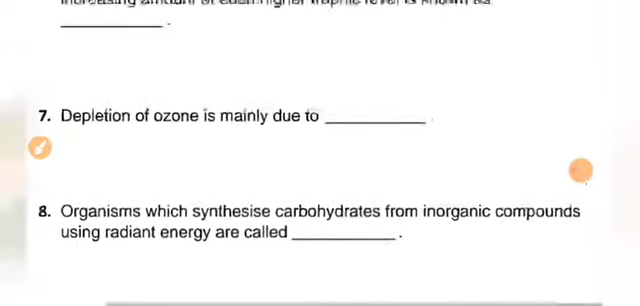 7. Depletion of ozone is mainly due to ____________ .
8. Organisms which synthesise carbohydrates from inorganic compounds
using radiant energy are called ____________ .